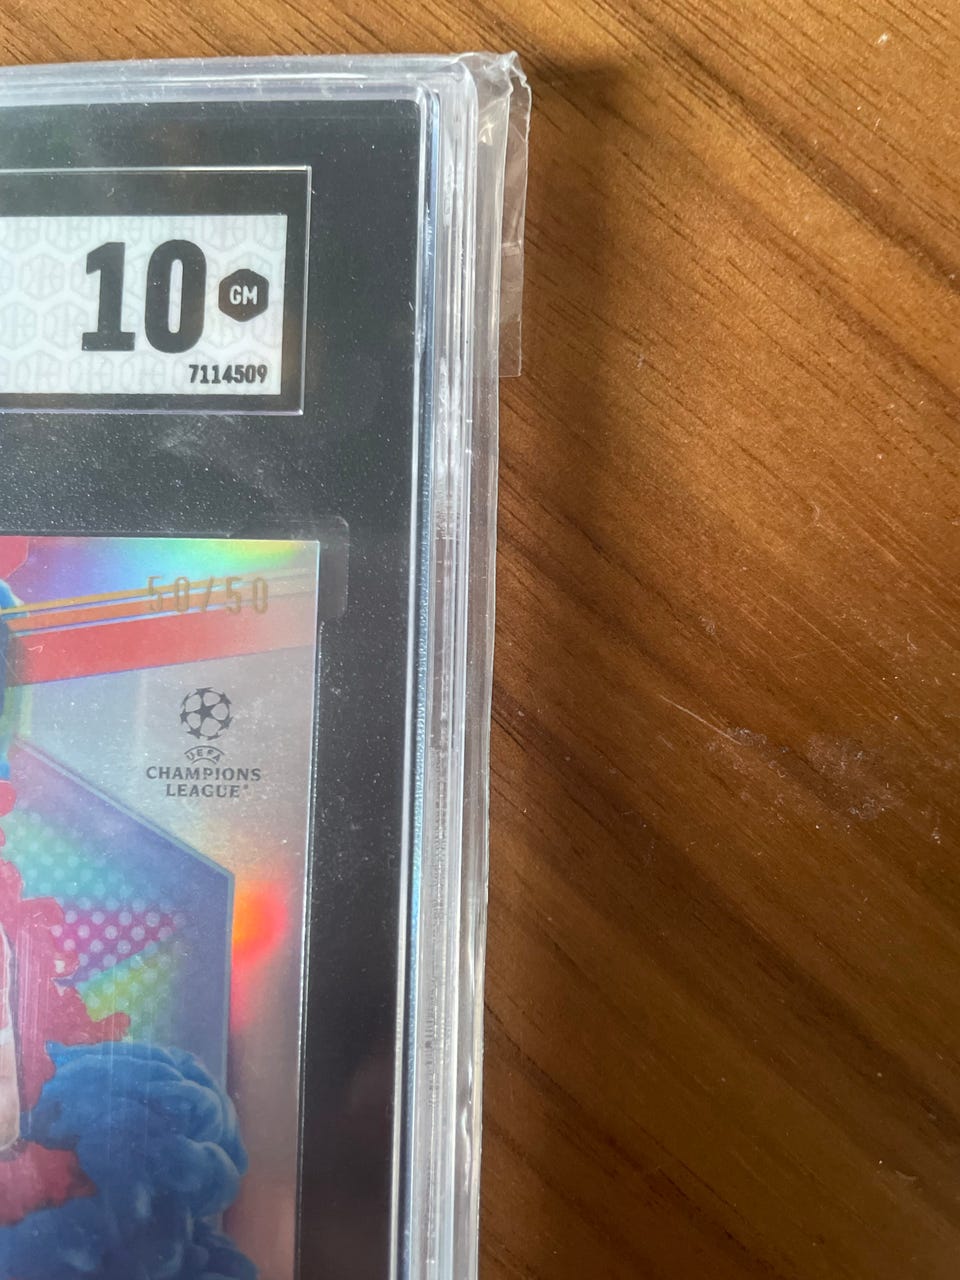 10 GM
7114509
50/50
UEFA
CHAMPIONS
LEAGUE®